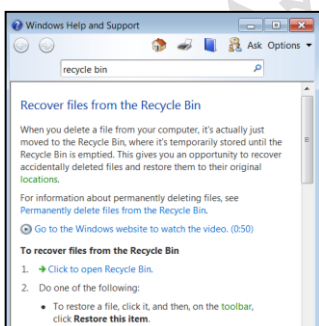 Windows Help and Support
Ask Options
recycle bin
Recover files from the Recycle Bin
When you delete a file from your computer, it's actually just
moved to the Recycle Bin, where it's temporarily stored until the
Recycle Bin is emptied. This gives you an opportunity to recover
accidentally deleted files and restore them to their original
locations.
For information about permanently deleting files, see
Permanently delete files from the Recycle Bin.
Go to the Windows website to watch the video. (0:50)
To recover files from the Recycle Bin
1. Click to open Recycle Bin.
2. Do one of the following:
• To restore a file, click it, and then, on the toolbar,
click Restore this item.